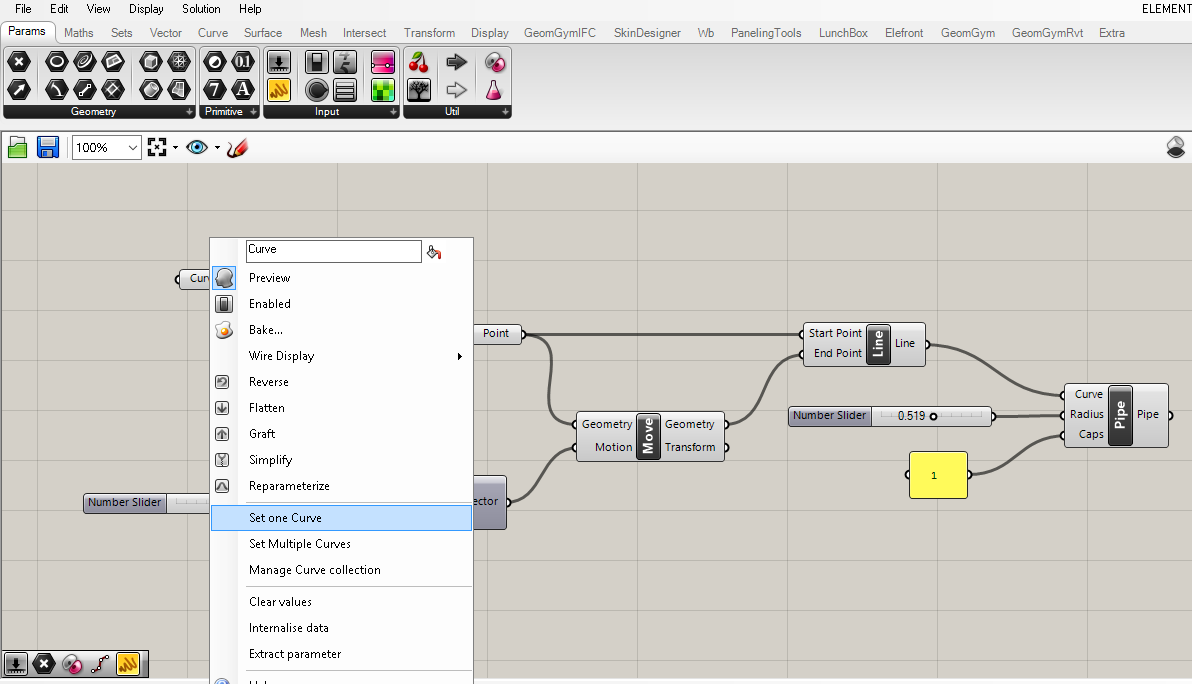 File Edit View Display Solution Help ELEMENT
Params Maths Sets Vector Curve Surface Mesh Intersect Transform Display GeomGymIFC SkinDesigner Wb PanelingTools LunchBox Elefront GeomGym GeomGymRvt Extra
0.1
7 A
Geometry Primitive Input Util
100%
Curve
Preview
Enabled
Bake...
Wire Display
Reverse
Flatten
Graft
Simplify
Reparameterize
Set one Curve
Set Multiple Curves
Manage Curve collection
Clear values
Internalise data
Extract parameter
Cur
Number Slider
Point
ector
Geometry Move Geometry
Motion Transform
Start Point Line Line
End Point
Number Slider 0.519
1
Curve
Radius Pipe Pipe
Caps